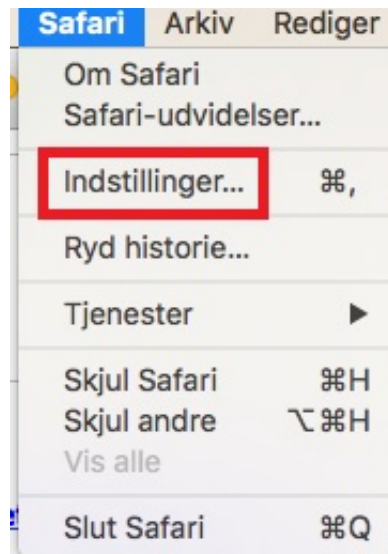 Safari Arkiv Rediger
Om Safari
Safari-udvidelser...
Indstillinger... ⌘,
Ryd historie...
Tjenester ▶
Skjul Safari ⌘H
Skjul andre ⌥⌘H
Vis alle
Slut Safari ⌘Q